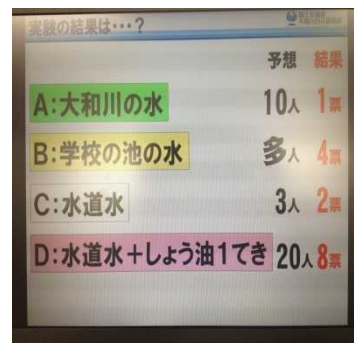 実験の結果は・・・?
予想 結果
A:大和川の水 10人 1票
B:学校の池の水 多人 4票
C:水道水 3人 2票
D:水道水+しょう油1てき 20人 8票